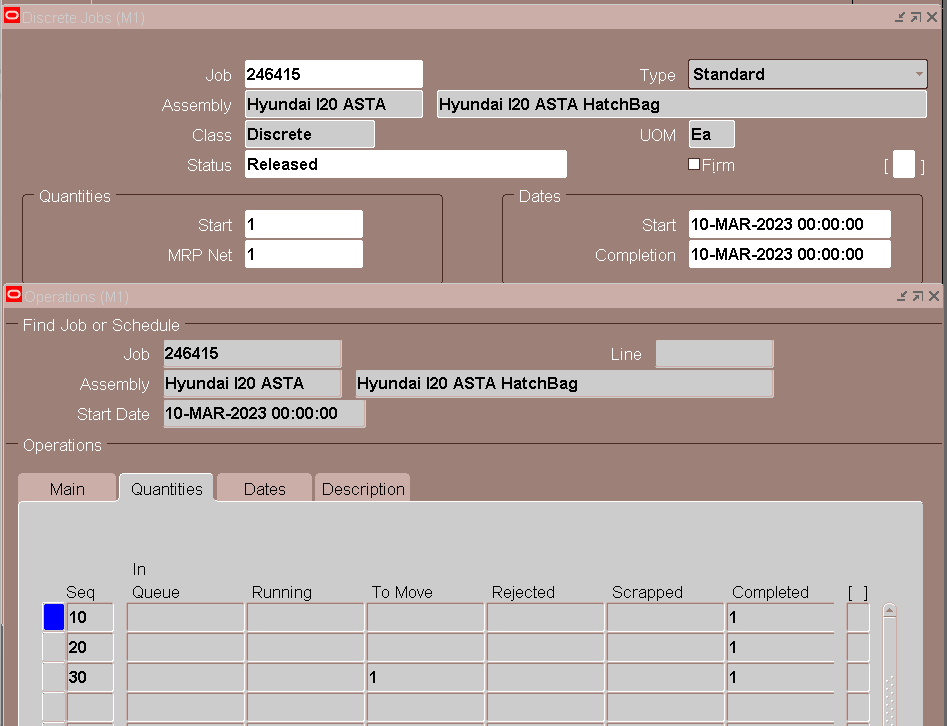 Discrete Jobs (M1)
Job 246415 Type Standard
Assembly Hyundai I20 ASTA Hyundai I20 ASTA HatchBag
Class Discrete UOM Ea
Status Released Firm [ ]
Quantities Dates
Start 1 Start 10-MAR-2023 00:00:00
MRP Net 1 Completion 10-MAR-2023 00:00:00
Operations (M1)
Find Job or Schedule
Job 246415 Line
Assembly Hyundai I20 ASTA Hyundai I20 ASTA HatchBag
Start Date 10-MAR-2023 00:00:00
Operations
Main Quantities Dates Description
In
Seq Queue Running To Move Rejected Scrapped Completed [ ]
10 1
20 1
30 1 1